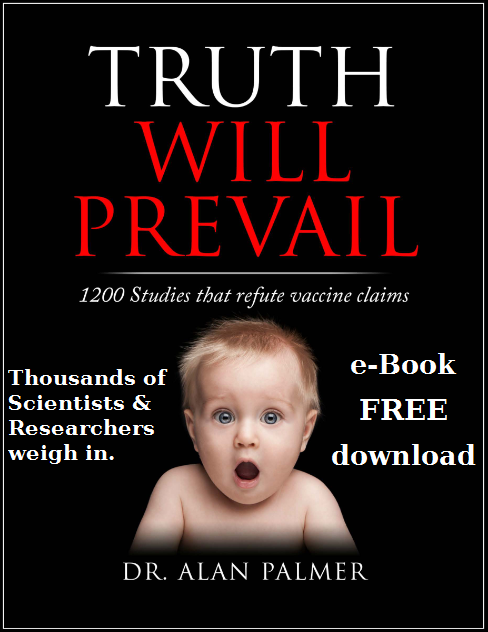 TRUTH
WILL
PREVAIL
1200 Studies that refute vaccine claims
Thousands of
Scientists &
Researchers
weigh in.
e-Book
FREE
download
DR. ALAN PALMER